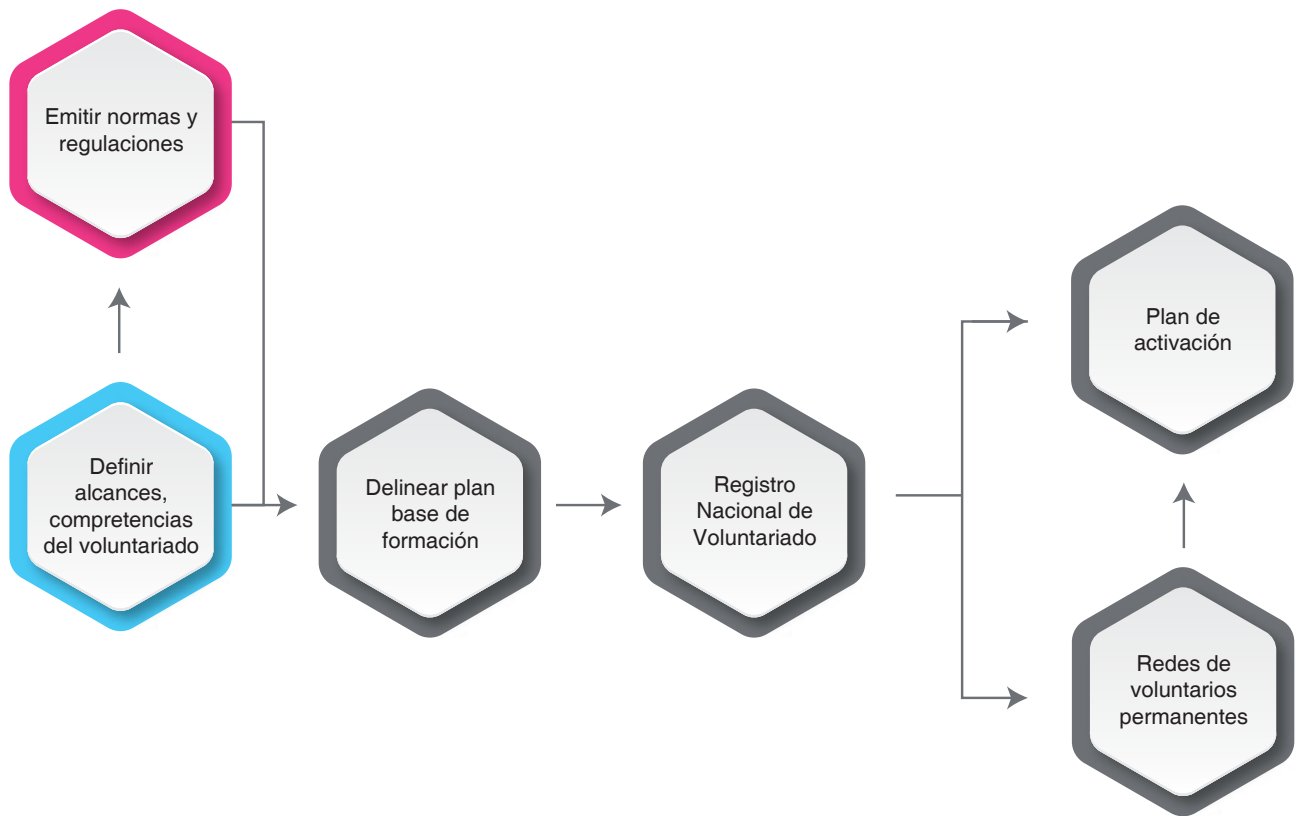 Emitir normas y
regulaciones
Definir
alcances,
competencias
del voluntariado
Delinear plan
base de
formación
Registro
Nacional de
Voluntariado
Plan de
activación
Redes de
voluntarios
permanentes